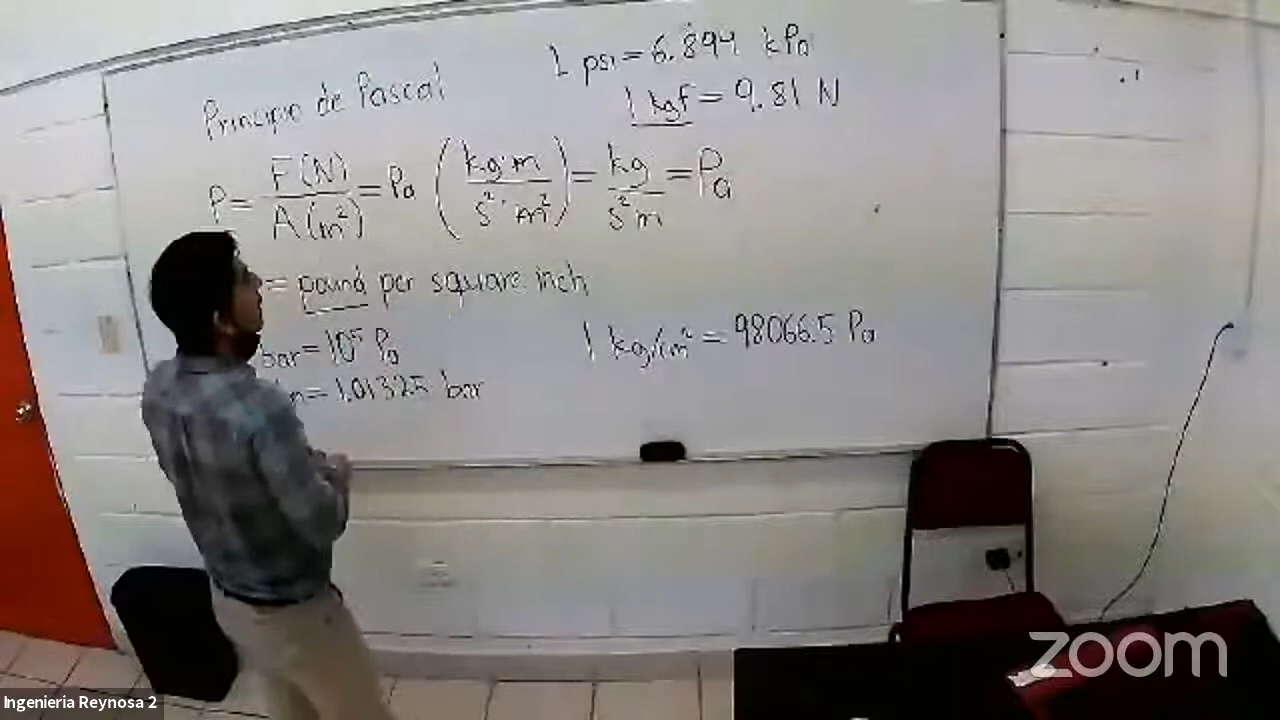 Principio de Pascal
1 psi = 6.894 kPa
1 kgf = 9.81 N
P = F(N) / A(m²) = Pa (kg·m / s²·m²) = kg / s²m = Pa
= pound per square inch
bar = 10⁵ Pa
1 kg/cm² = 98066.5 Pa
= 1.01325 bar
zoom
Ingenieria Reynosa 2